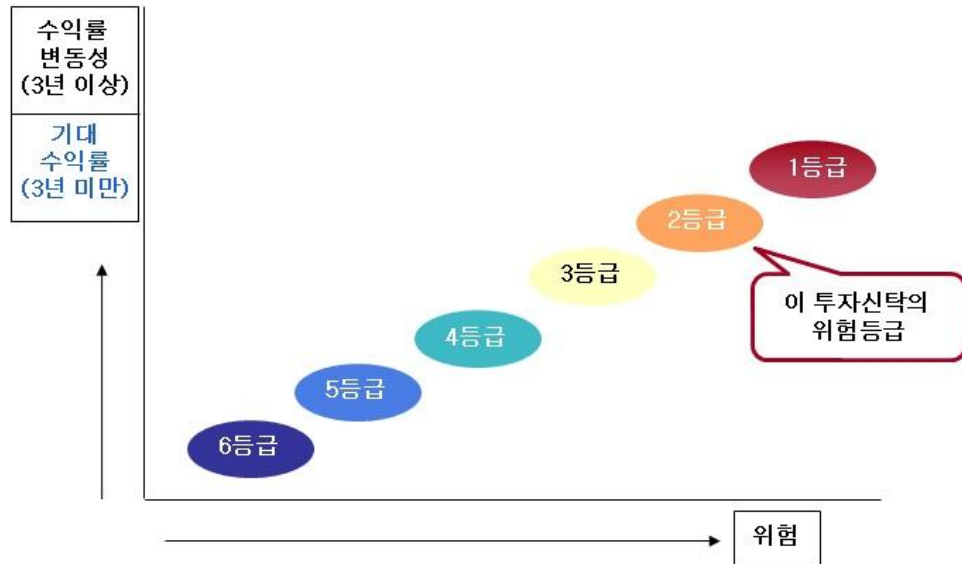 수익률
변동성
(3년 이상)
기대
수익률
(3년 미만)
1등급
2등급
3등급
이 투자신탁의
위험등급
4등급
5등급
6등급
위험